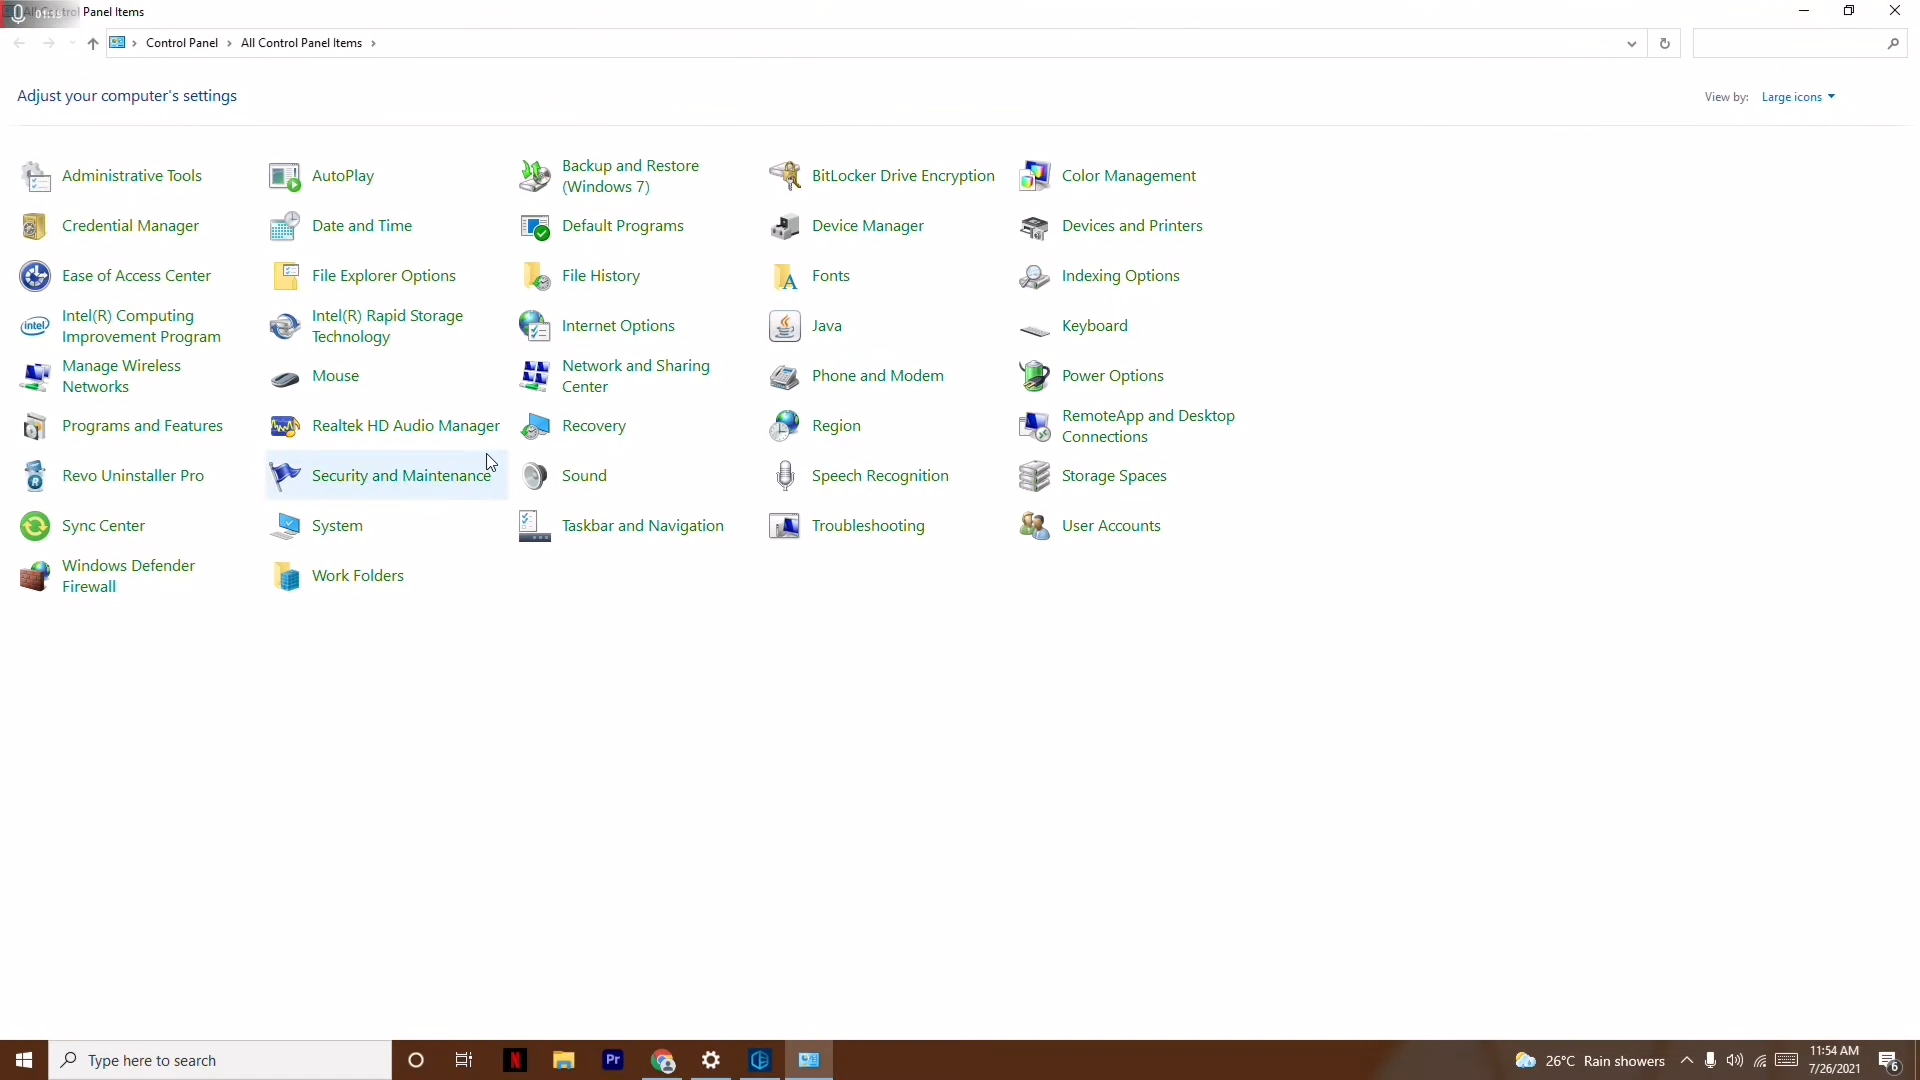 Panel Items
Control Panel > All Control Panel Items >
Adjust your computer's settings
View by: Large icons
Administrative Tools
AutoPlay
Backup and Restore
(Windows 7)
BitLocker Drive Encryption
Color Management
Credential Manager
Date and Time
Default Programs
Device Manager
Devices and Printers
Ease of Access Center
File Explorer Options
File History
Fonts
Indexing Options
Intel(R) Computing
Improvement Program
Intel(R) Rapid Storage
Technology
Internet Options
Java
Keyboard
Manage Wireless
Networks
Mouse
Network and Sharing
Center
Phone and Modem
Power Options
Programs and Features
Realtek HD Audio Manager
Recovery
Region
RemoteApp and Desktop
Connections
Revo Uninstaller Pro
Security and Maintenance
Sound
Speech Recognition
Storage Spaces
Sync Center
System
Taskbar and Navigation
Troubleshooting
User Accounts
Windows Defender
Firewall
Work Folders
Type here to search
N
Pr
26°C Rain showers
11:54 AM
7/26/2021
6